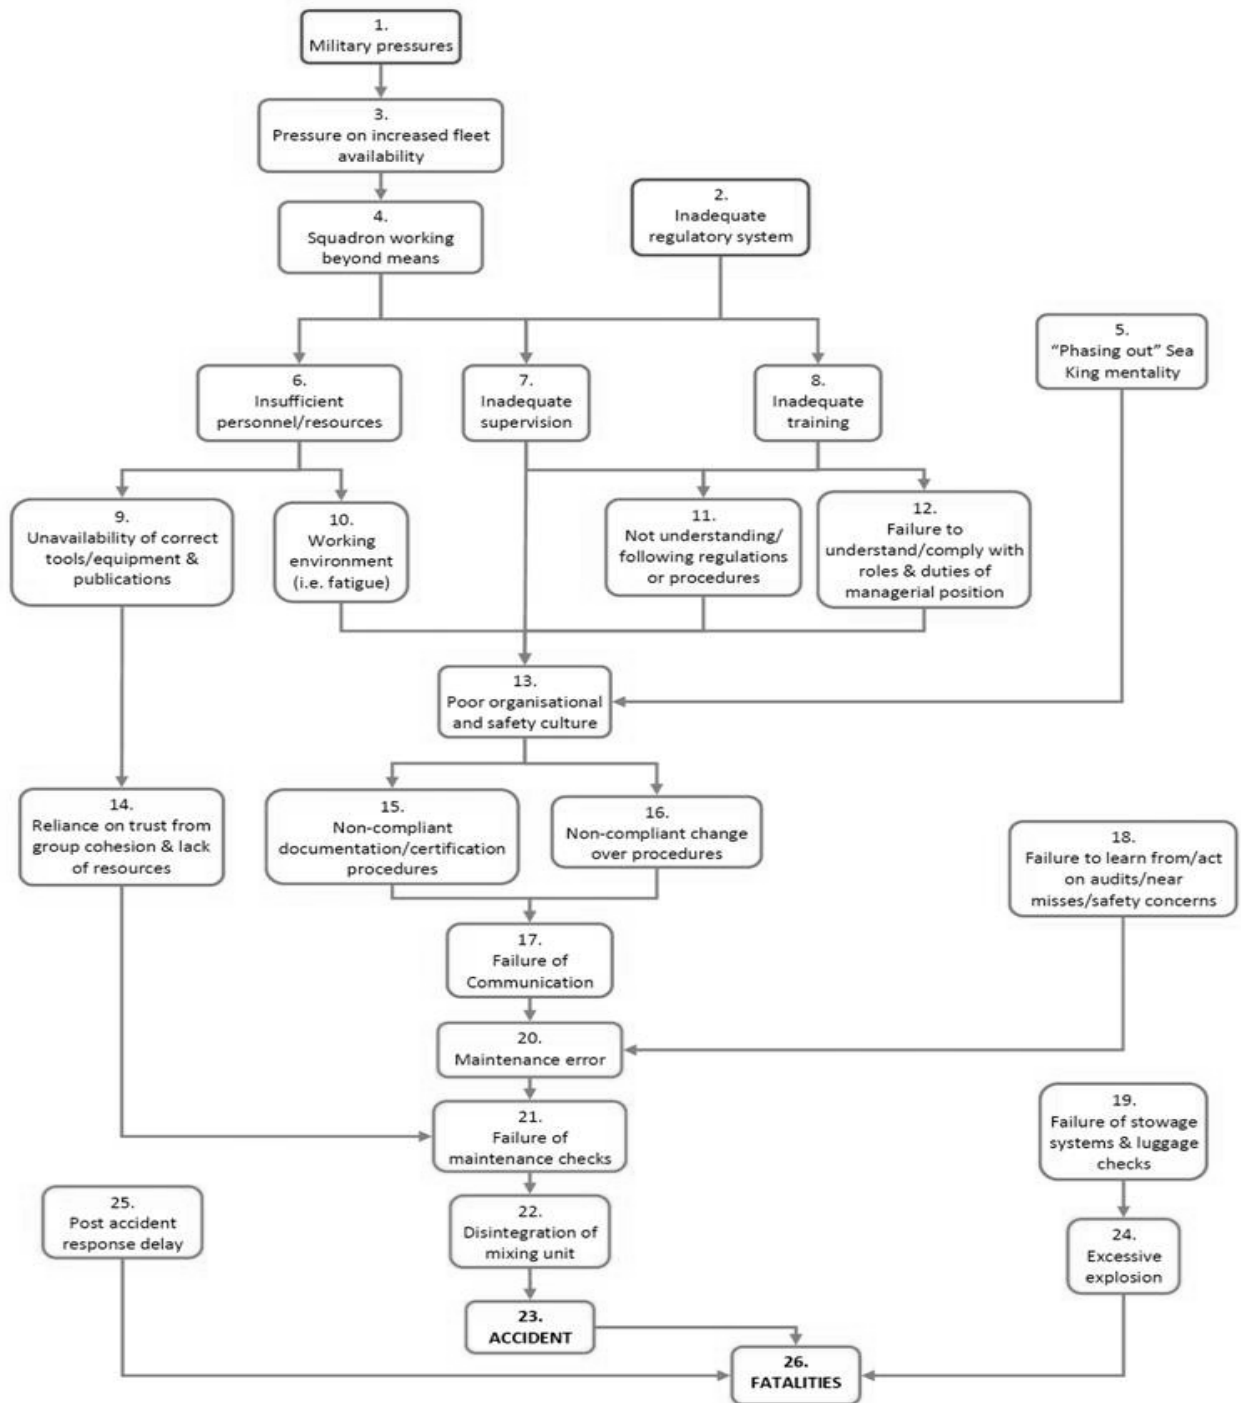 1.
Military pressures
3.
Pressure on increased fleet
availability
2.
Inadequate
regulatory system
4.
Squadron working
beyond means
5.
“Phasing out” Sea
King mentality
6.
Insufficient
personnel/resources
7.
Inadequate
supervision
8.
Inadequate
training
9.
Unavailability of correct
tools/equipment &
publications
10.
Working
environment
(i.e. fatigue)
11.
Not understanding/
following regulations
or procedures
12.
Failure to
understand/comply with
roles & duties of
managerial position
13.
Poor organisational
and safety culture
14.
Reliance on trust from
group cohesion & lack
of resources
15.
Non-compliant
documentation/certification
procedures
16.
Non-compliant change
over procedures
18.
Failure to learn from/act
on audits/near
misses/safety concerns
17.
Failure of
Communication
20.
Maintenance error
19.
Failure of stowage
systems & luggage
checks
21.
Failure of
maintenance checks
25.
Post accident
response delay
22.
Disintegration of
mixing unit
24.
Excessive
explosion
23.
ACCIDENT
26.
FATALITIES